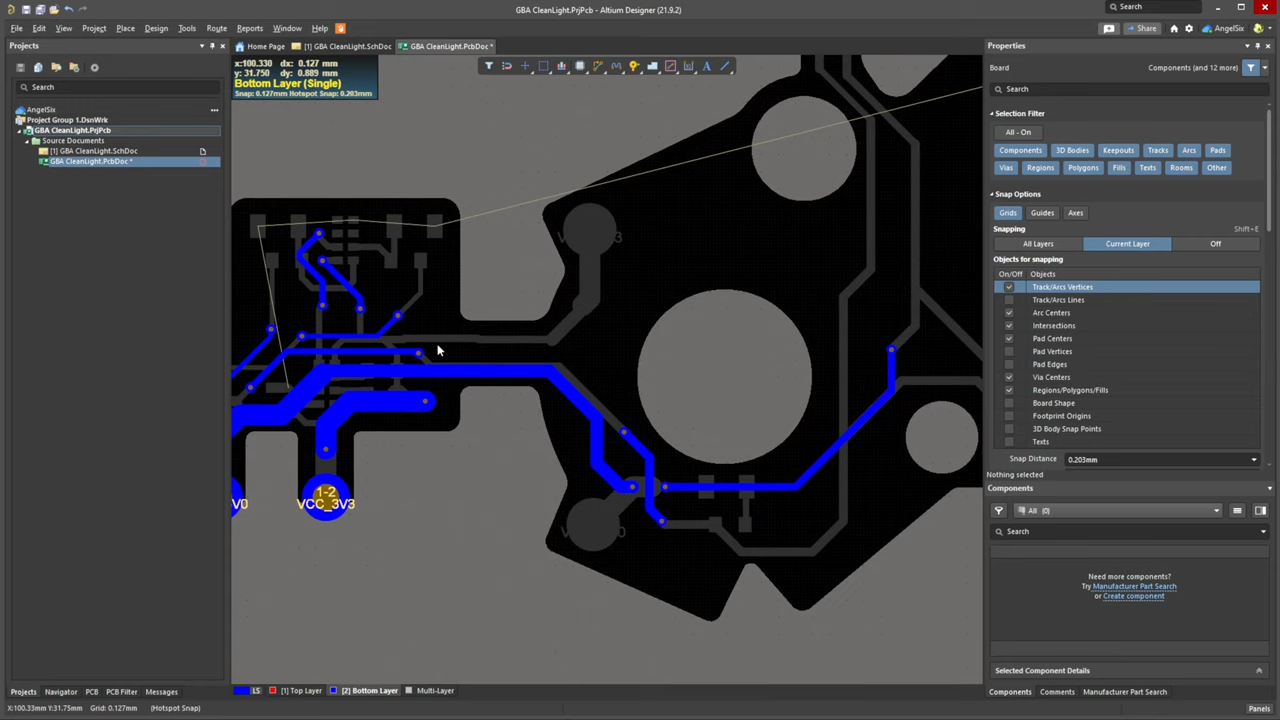 GBA CleanLight.PrjPcb - Altium Designer (21.9.2)
Search
File Edit View Project Place Design Tools Route Reports Window Help
Share
AngelSix
Projects
Home Page
[1] GBA CleanLight.SchDoc
GBA CleanLight.PcbDoc *
Properties
x:100.330 dx: 0.127 mm
y: 31.750 dy: 0.889 mm
Bottom Layer (Single)
Snap: 0.127mm Hotspot Snap: 0.203mm
Board
Components (and 12 more)
Search
Search
AngelSix
Project Group 1.DsnWrk
GBA CleanLight.PrjPcb
Source Documents
[1] GBA CleanLight.SchDoc
GBA CleanLight.PcbDoc *
Selection Filter
All - On
Components 3D Bodies Keepouts Tracks Arcs Pads
Vias Regions Polygons Fills Texts Rooms Other
Snap Options
Grids Guides Axes
Snapping
Shift+E
All Layers Current Layer Off
Objects for snapping
On/Off Objects
Track/Arcs Vertices
Track/Arcs Lines
Arc Centers
Intersections
Pad Centers
Pad Vertices
Pad Edges
Via Centers
Regions/Polygons/Fills
Board Shape
Footprint Origins
3D Body Snap Points
Texts
Snap Distance 0.203mm
Nothing selected
Components
All (0)
Search
Need more components?
Try Manufacturer Part Search
or Create component
Selected Component Details
1-2
VCC_3V3
V0
Projects Navigator PCB PCB Filter Messages
LS [1] Top Layer [2] Bottom Layer Multi-Layer
Components Comments Manufacturer Part Search
X:100.33mm Y:31.75mm Grid: 0.127mm (Hotspot Snap)
Panels